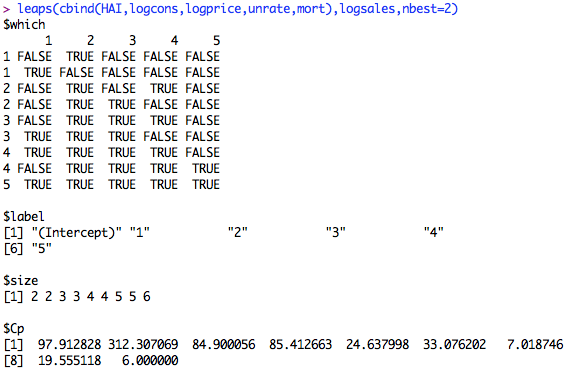 > leaps(cbind(HAI,logcons,logprice,unrate,mort),logsales,nbest=2)
$which
      1     2     3     4     5
1 FALSE  TRUE FALSE FALSE FALSE
1  TRUE FALSE FALSE FALSE FALSE
2 FALSE  TRUE FALSE  TRUE FALSE
2 FALSE  TRUE  TRUE FALSE FALSE
3 FALSE  TRUE  TRUE  TRUE FALSE
3  TRUE  TRUE  TRUE FALSE FALSE
4  TRUE  TRUE  TRUE  TRUE FALSE
4 FALSE  TRUE  TRUE  TRUE  TRUE
5  TRUE  TRUE  TRUE  TRUE  TRUE
$label
[1] "(Intercept)" "1"           "2"           "3"           "4"
[6] "5"
$size
[1] 2 2 3 3 4 4 5 5 6
$Cp
[1]  97.912828 312.307069  84.900056  85.412663  24.637998  33.076202   7.018746
[8]  19.555118   6.000000